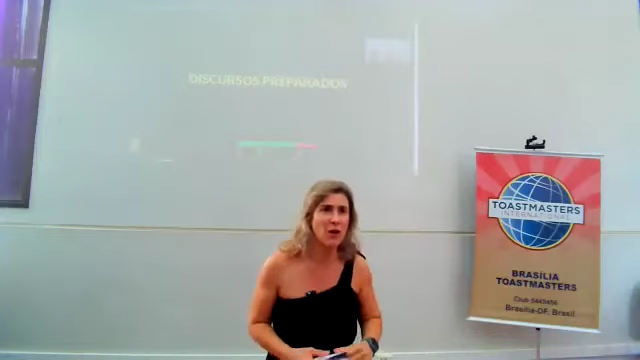 DISCURSOS PREPARADOS
TOASTMASTERS
INTERNATIONAL
BRASÍLIA
TOASTMASTERS
Brasília-DF, Brasil